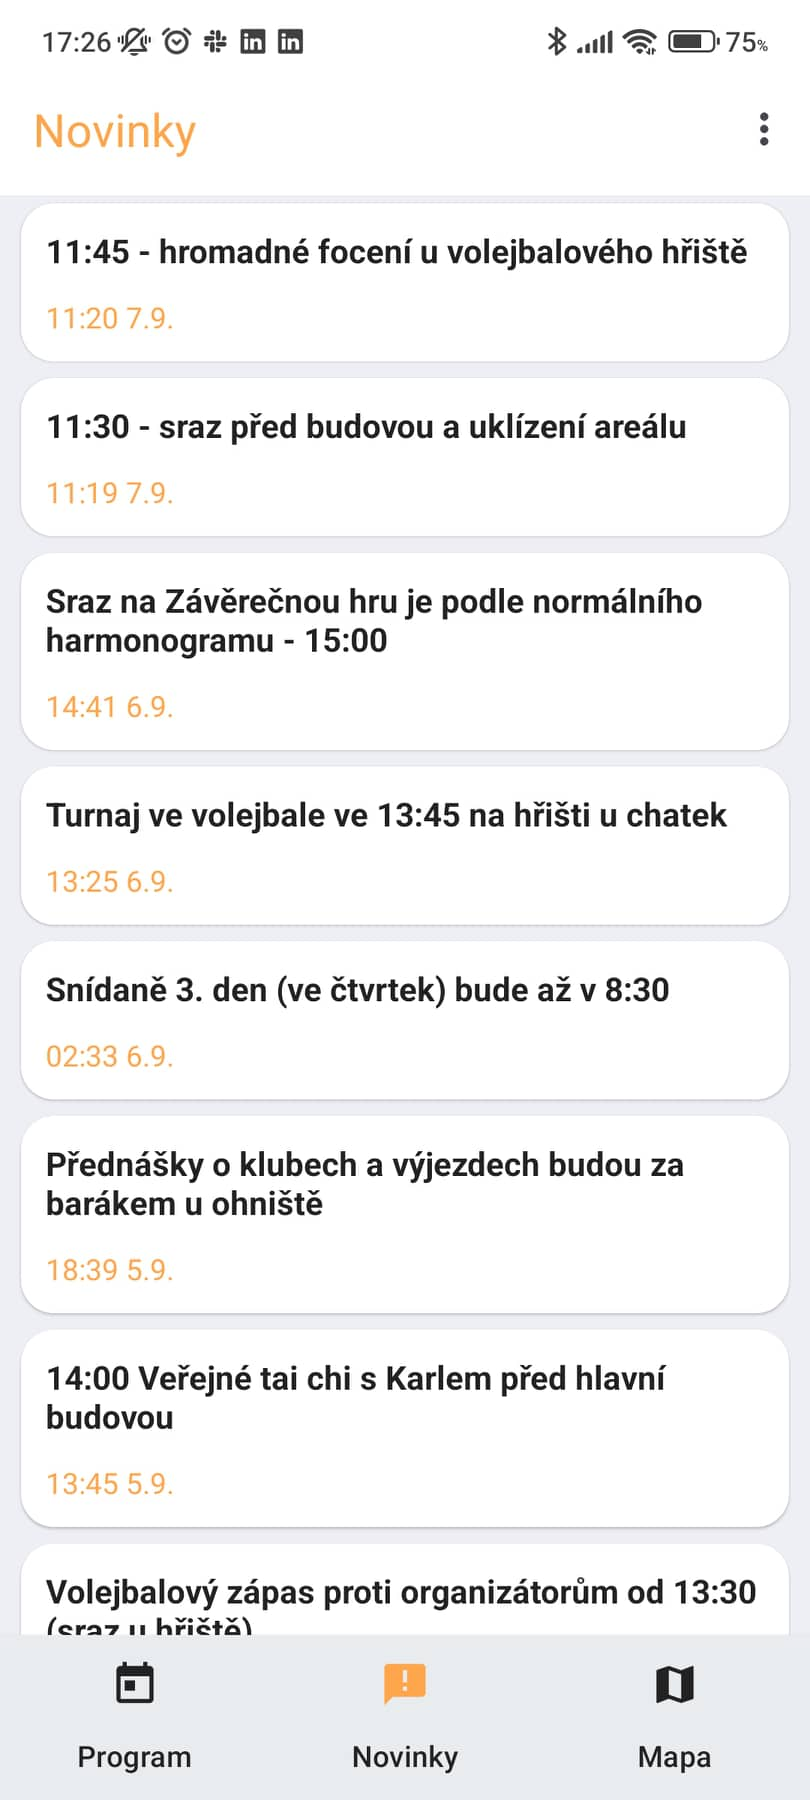 17:26 in in 75%
Novinky
11:45 - hromadné focení u volejbalového hřiště
11:20 7.9.
11:30 - sraz před budovou a uklízení areálu
11:19 7.9.
Sraz na Závěrečnou hru je podle normálního
harmonogramu - 15:00
14:41 6.9.
Turnaj ve volejbale ve 13:45 na hřišti u chatek
13:25 6.9.
Snídaně 3. den (ve čtvrtek) bude až v 8:30
02:33 6.9.
Přednášky o klubech a výjezdech budou za
barákem u ohniště
18:39 5.9.
14:00 Veřejné tai chi s Karlem před hlavní
budovou
13:45 5.9.
Volejbalový zápas proti organizátorům od 13:30
(sraz u hřiště)
Program Novinky Mapa